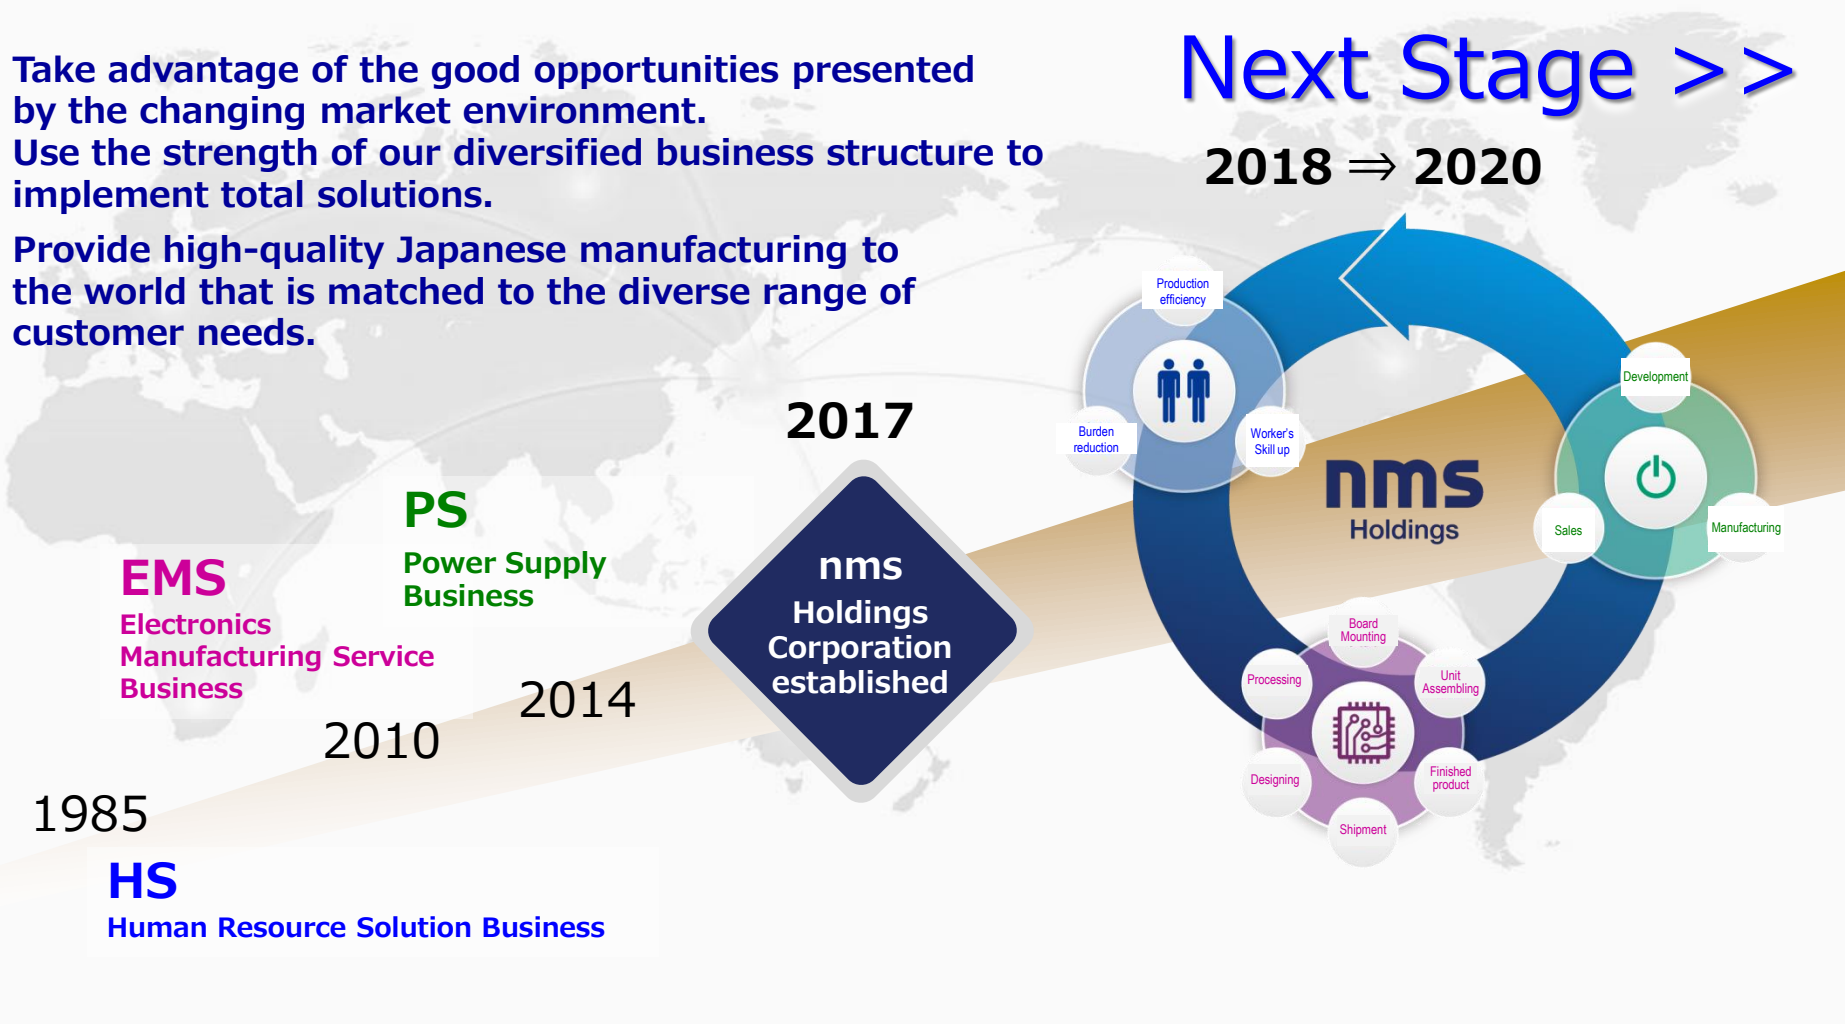 Take advantage of the good opportunities presented
by the changing market environment.
Use the strength of our diversified business structure to
implement total solutions.
Provide high-quality Japanese manufacturing to
the world that is matched to the diverse range of
customer needs.
Next Stage >>
2018 ⇒ 2020
Production
efficiency
Burden
reduction
Worker's
Skill up
Development
Sales
Manufacturing
nms
Holdings
Board
Mounting
Processing
Unit
Assembling
Designing
Finished
product
Shipment
2017
nms
Holdings
Corporation
established
PS
Power Supply
Business
2014
EMS
Electronics
Manufacturing Service
Business
2010
1985
HS
Human Resource Solution Business